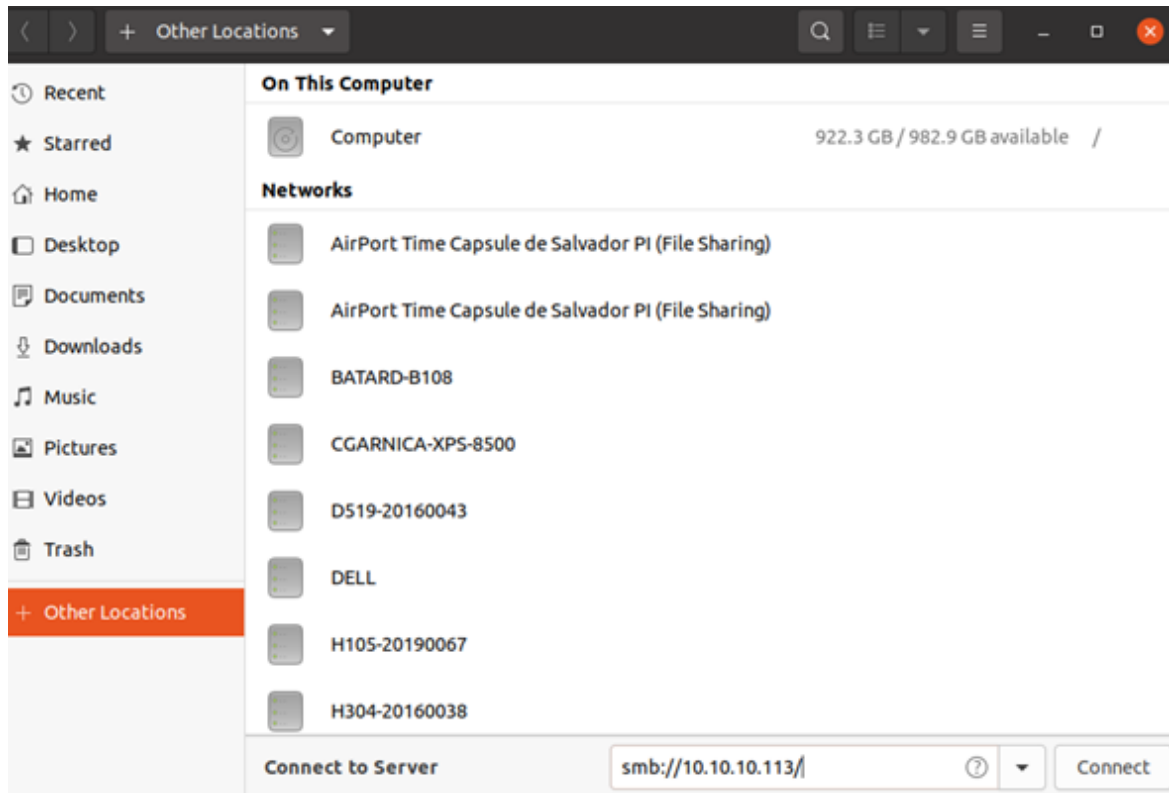 + Other Locations
Recent
Starred
Home
Desktop
Documents
Downloads
Music
Pictures
Videos
Trash
+ Other Locations
On This Computer
Computer 922.3 GB / 982.9 GB available /
Networks
AirPort Time Capsule de Salvador PI (File Sharing)
AirPort Time Capsule de Salvador PI (File Sharing)
BATARD-B108
CGARNICA-XPS-8500
D519-20160043
DELL
H105-20190067
H304-20160038
Connect to Server smb://10.10.10.113/ Connect